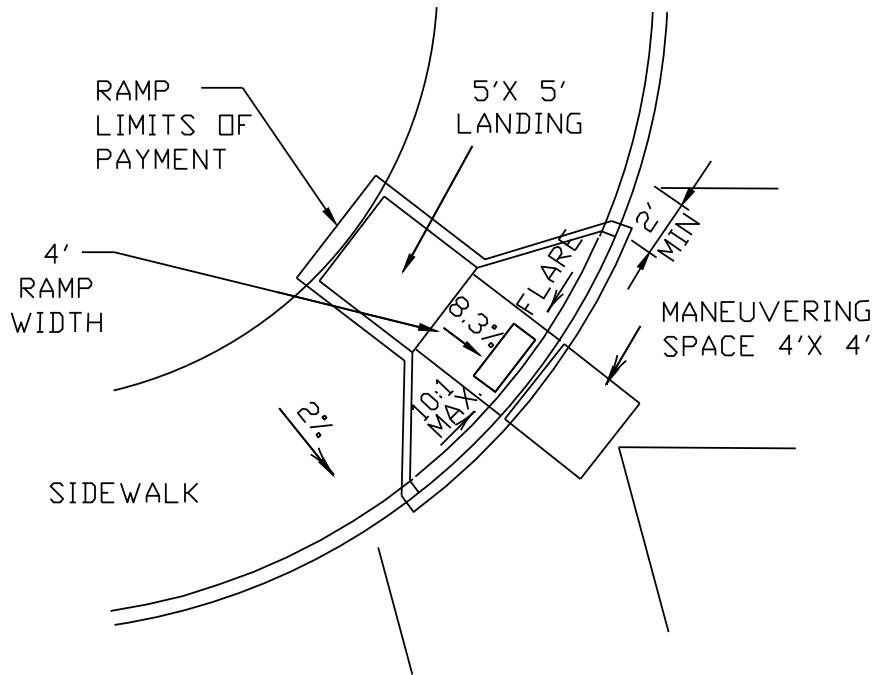 RAMP
LIMITS OF
PAYMENT
5'X 5'
LANDING
4'
RAMP
WIDTH
2'
MIN
FLARE
8.3%
MANEUVERING
SPACE 4'X 4'
10:1
MAX.
2%
SIDEWALK